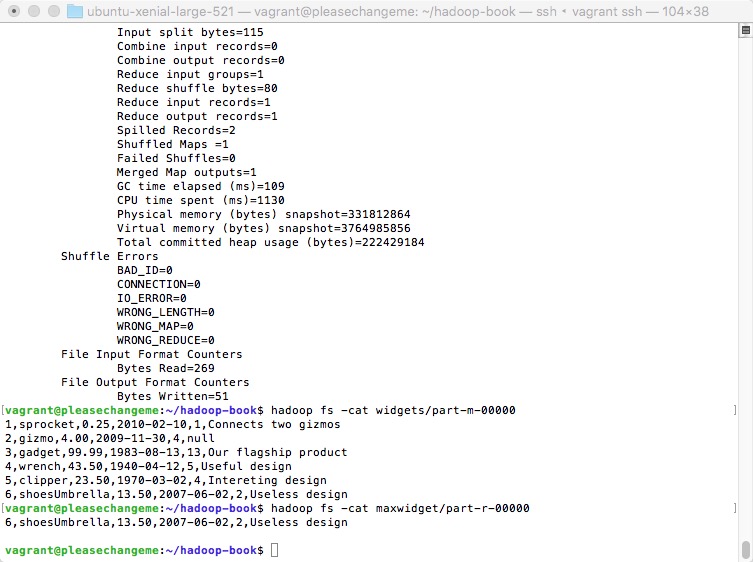 ubuntu-xenial-large-521 — vagrant@pleasechangeme: ~/hadoop-book — ssh ‹ vagrant ssh — 104×38
Input split bytes=115
Combine input records=0
Combine output records=0
Reduce input groups=1
Reduce shuffle bytes=80
Reduce input records=1
Reduce output records=1
Spilled Records=2
Shuffled Maps =1
Failed Shuffles=0
Merged Map outputs=1
GC time elapsed (ms)=109
CPU time spent (ms)=1130
Physical memory (bytes) snapshot=331812864
Virtual memory (bytes) snapshot=3764985856
Total committed heap usage (bytes)=222429184
Shuffle Errors
BAD_ID=0
CONNECTION=0
IO_ERROR=0
WRONG_LENGTH=0
WRONG_MAP=0
WRONG_REDUCE=0
File Input Format Counters
Bytes Read=269
File Output Format Counters
Bytes Written=51
[vagrant@pleasechangeme:~/hadoop-book$ hadoop fs -cat widgets/part-m-00000 ]
1,sprocket,0.25,2010-02-10,1,Connects two gizmos
2,gizmo,4.00,2009-11-30,4,null
3,gadget,99.99,1983-08-13,13,Our flagship product
4,wrench,43.50,1940-04-12,5,Useful design
5,clipper,23.50,1970-03-02,4,Intereting design
6,shoesUmbrella,13.50,2007-06-02,2,Useless design
[vagrant@pleasechangeme:~/hadoop-book$ hadoop fs -cat maxwidget/part-r-00000 ]
6,shoesUmbrella,13.50,2007-06-02,2,Useless design
vagrant@pleasechangeme:~/hadoop-book$